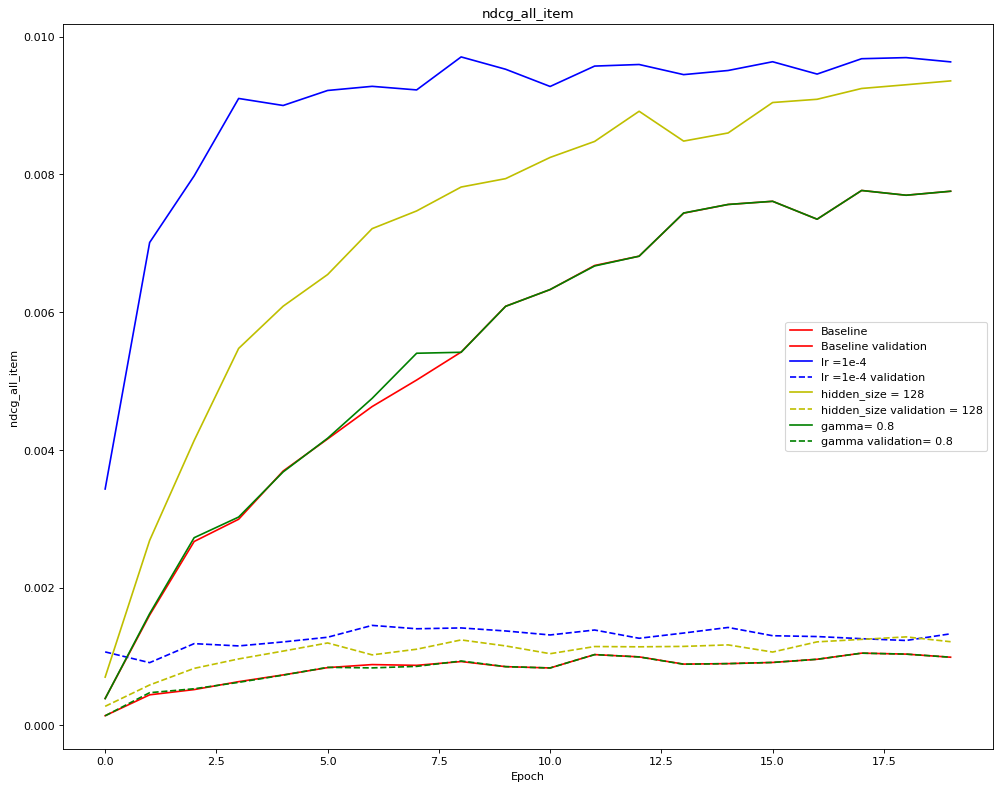 ndcg_all_item
0.010
0.008
0.006
0.004
0.002
0.000
ndcg_all_item
Baseline
Baseline validation
lr =1e-4
lr =1e-4 validation
hidden_size = 128
hidden_size validation = 128
gamma= 0.8
gamma validation= 0.8
0.0 2.5 5.0 7.5 10.0 12.5 15.0 17.5
Epoch